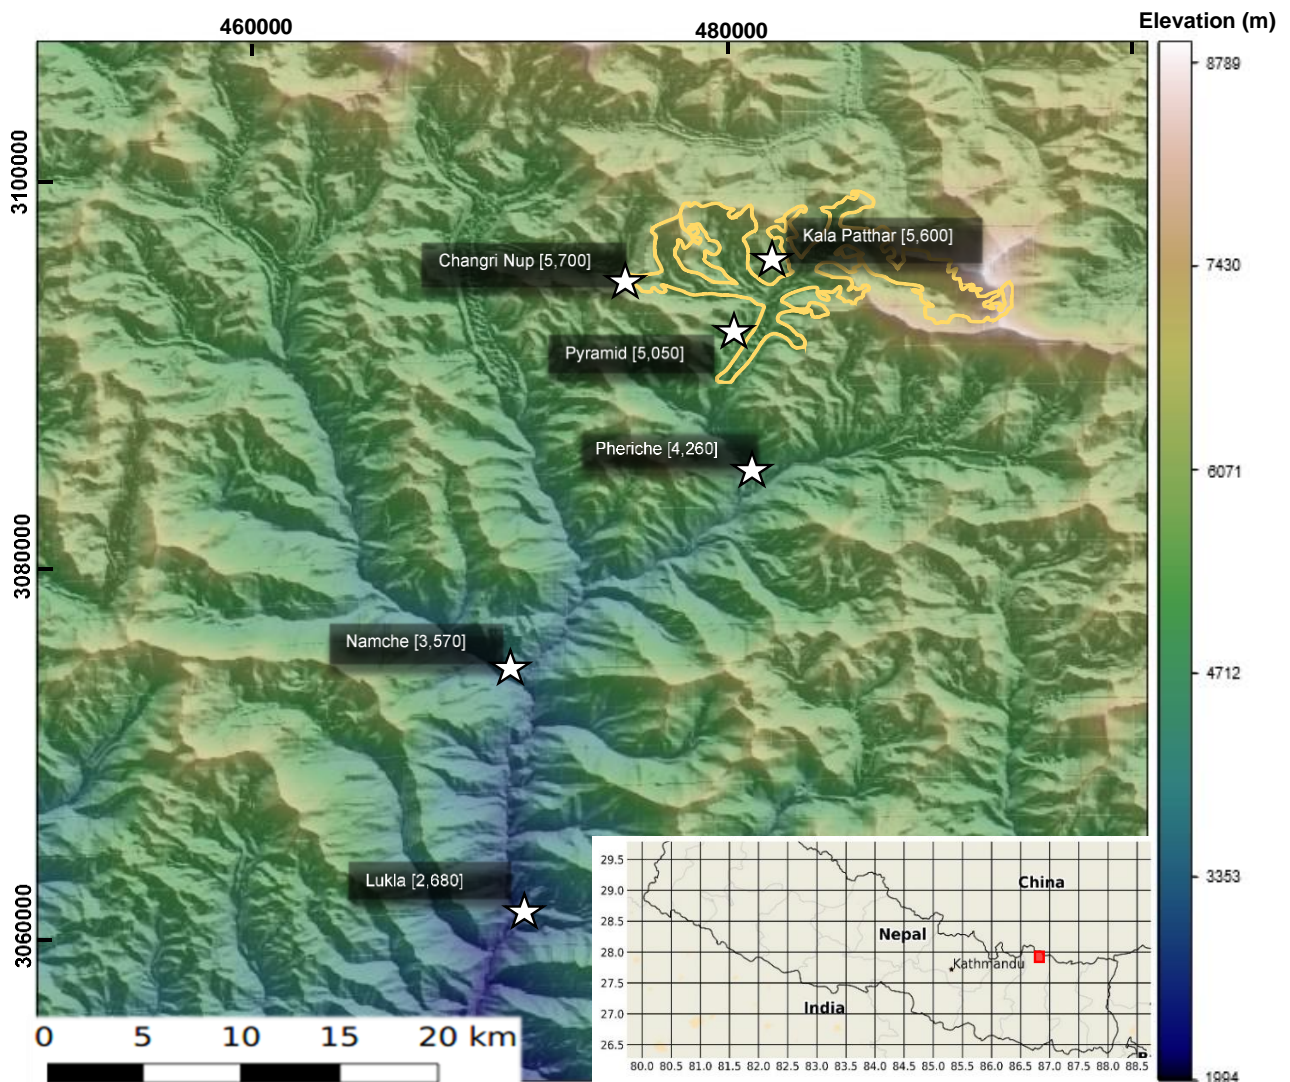 460000
480000
Elevation (m)
8789
3100000
Kala Patthar [5,600]
Changri Nup [5,700]
7430
Pyramid [5,050]
Pheriche [4,260]
6071
3080000
Namche [3,570]
4712
Lukla [2,680]
3353
3060000
29.5
29.0
28.5
28.0
27.5
27.0
26.5
China
Nepal
Kathmandu
India
80.0 80.5 81.0 81.5 82.0 82.5 83.0 83.5 84.0 84.5 85.0 85.5 86.0 86.5 87.0 87.5 88.0 88.5
0 5 10 15 20 km
1994